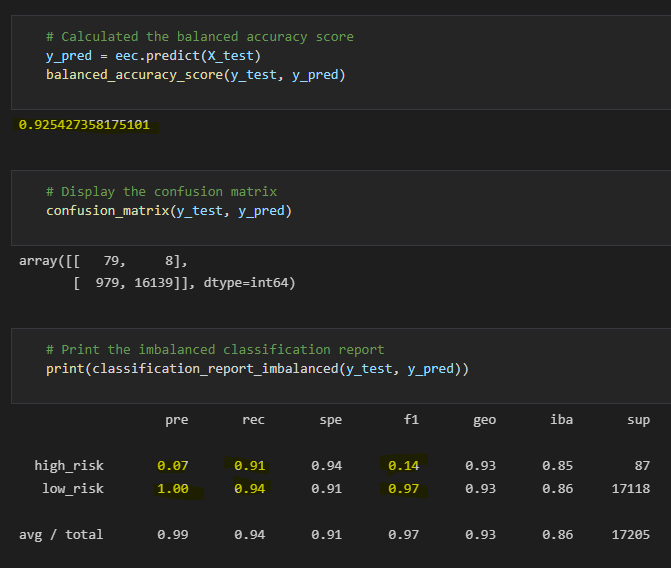 # Calculated the balanced accuracy score
y_pred = eec.predict(X_test)
balanced_accuracy_score(y_test, y_pred)
0.925427358175101
# Display the confusion matrix
confusion_matrix(y_test, y_pred)
array([[   79,     8],
       [  979, 16139]], dtype=int64)
# Print the imbalanced classification report
print(classification_report_imbalanced(y_test, y_pred))
pre rec spe f1 geo iba sup
high_risk 0.07 0.91 0.94 0.14 0.93 0.85 87
low_risk 1.00 0.94 0.91 0.97 0.93 0.86 17118
avg / total 0.99 0.94 0.91 0.97 0.93 0.86 17205